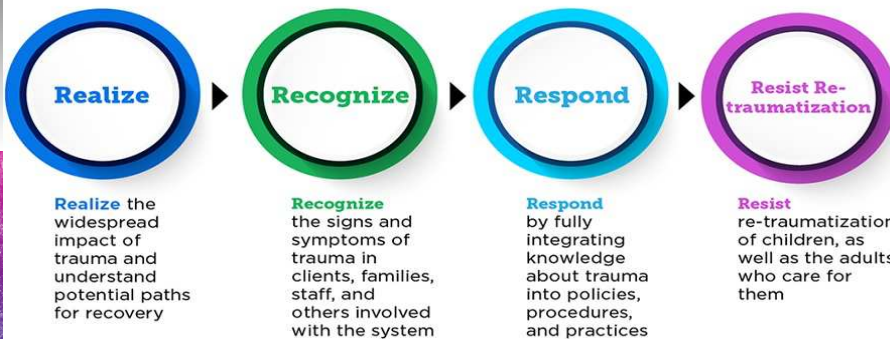 Realize
Recognize
Respond
Resist Re-
traumatization
Realize the
widespread
impact of
trauma and
understand
potential paths
for recovery
Recognize
the signs and
symptoms of
trauma in
clients, families,
staff, and
others involved
with the system
Respond
by fully
integrating
knowledge
about trauma
into policies,
procedures,
and practices
Resist
re-traumatization
of children, as
well as the adults
who care for
them